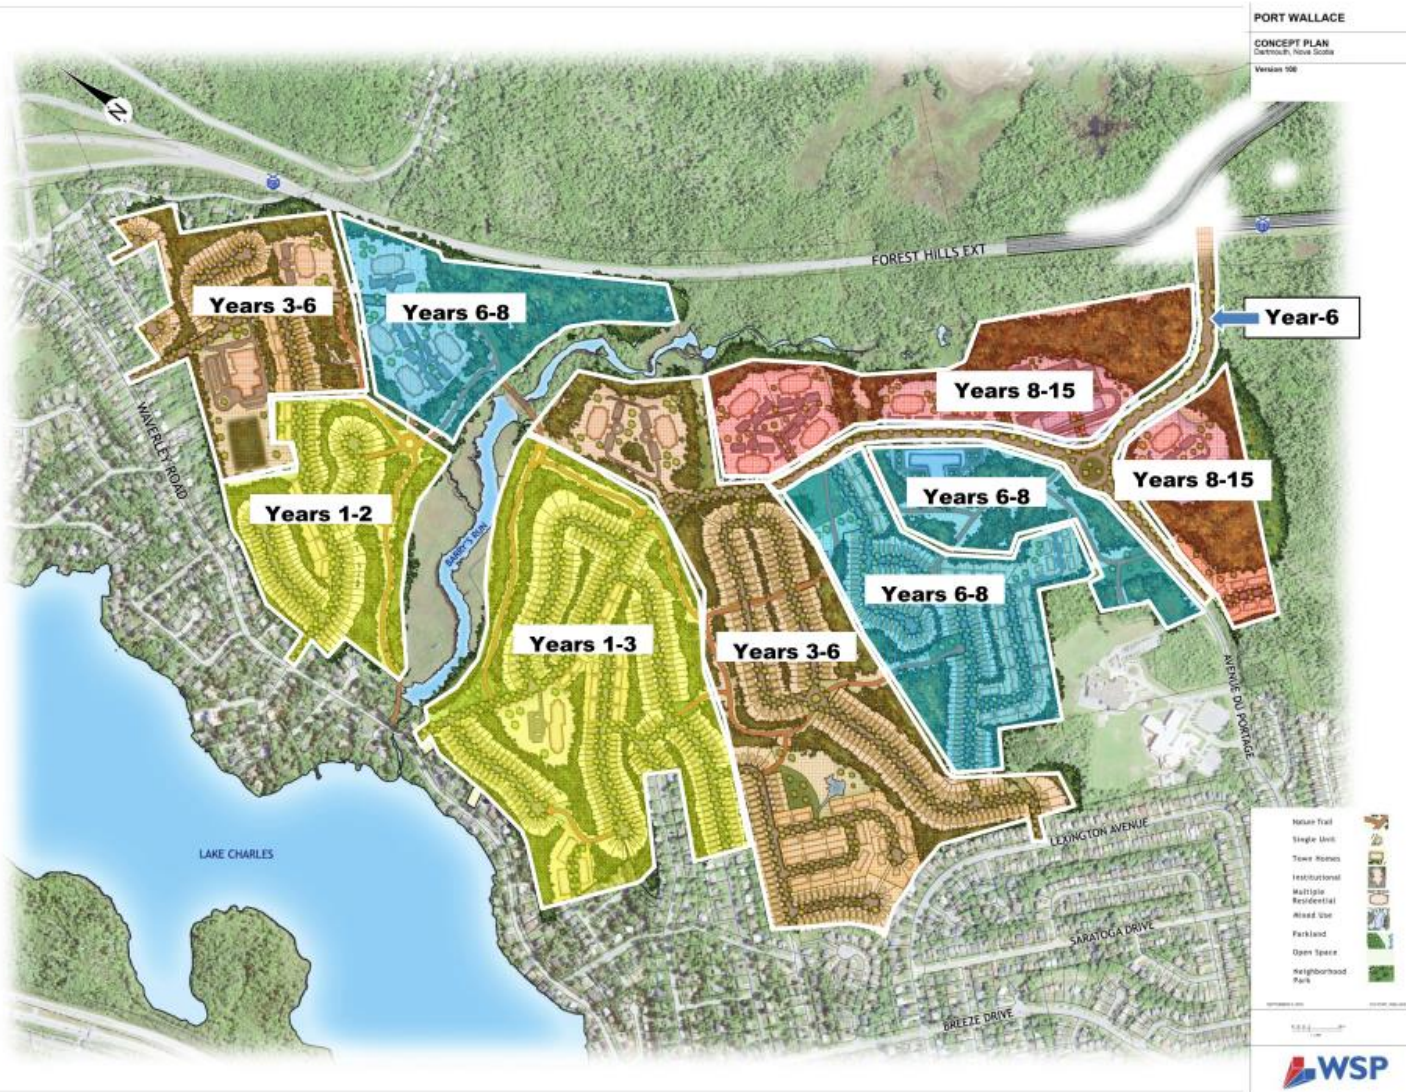 PORT WALLACE
CONCEPT PLAN
Dartmouth, Nova Scotia
Version 100
N
FOREST HILLS EXT
Years 3-6
Years 6-8
Year-6
Years 8-15
Years 8-15
Years 6-8
Years 1-2
Years 6-8
Years 1-3
Years 3-6
WAVERLEY ROAD
BARRY'S RUN
AVENUE DU PORTAGE
LAKE CHARLES
LEXINGTON AVENUE
SARATOGA DRIVE
BREEZE DRIVE
Nature Trail
Single Unit
Town Homes
Institutional
Multiple
Residential
Mixed Use
Parkland
Open Space
Neighborhood
Park
WSP